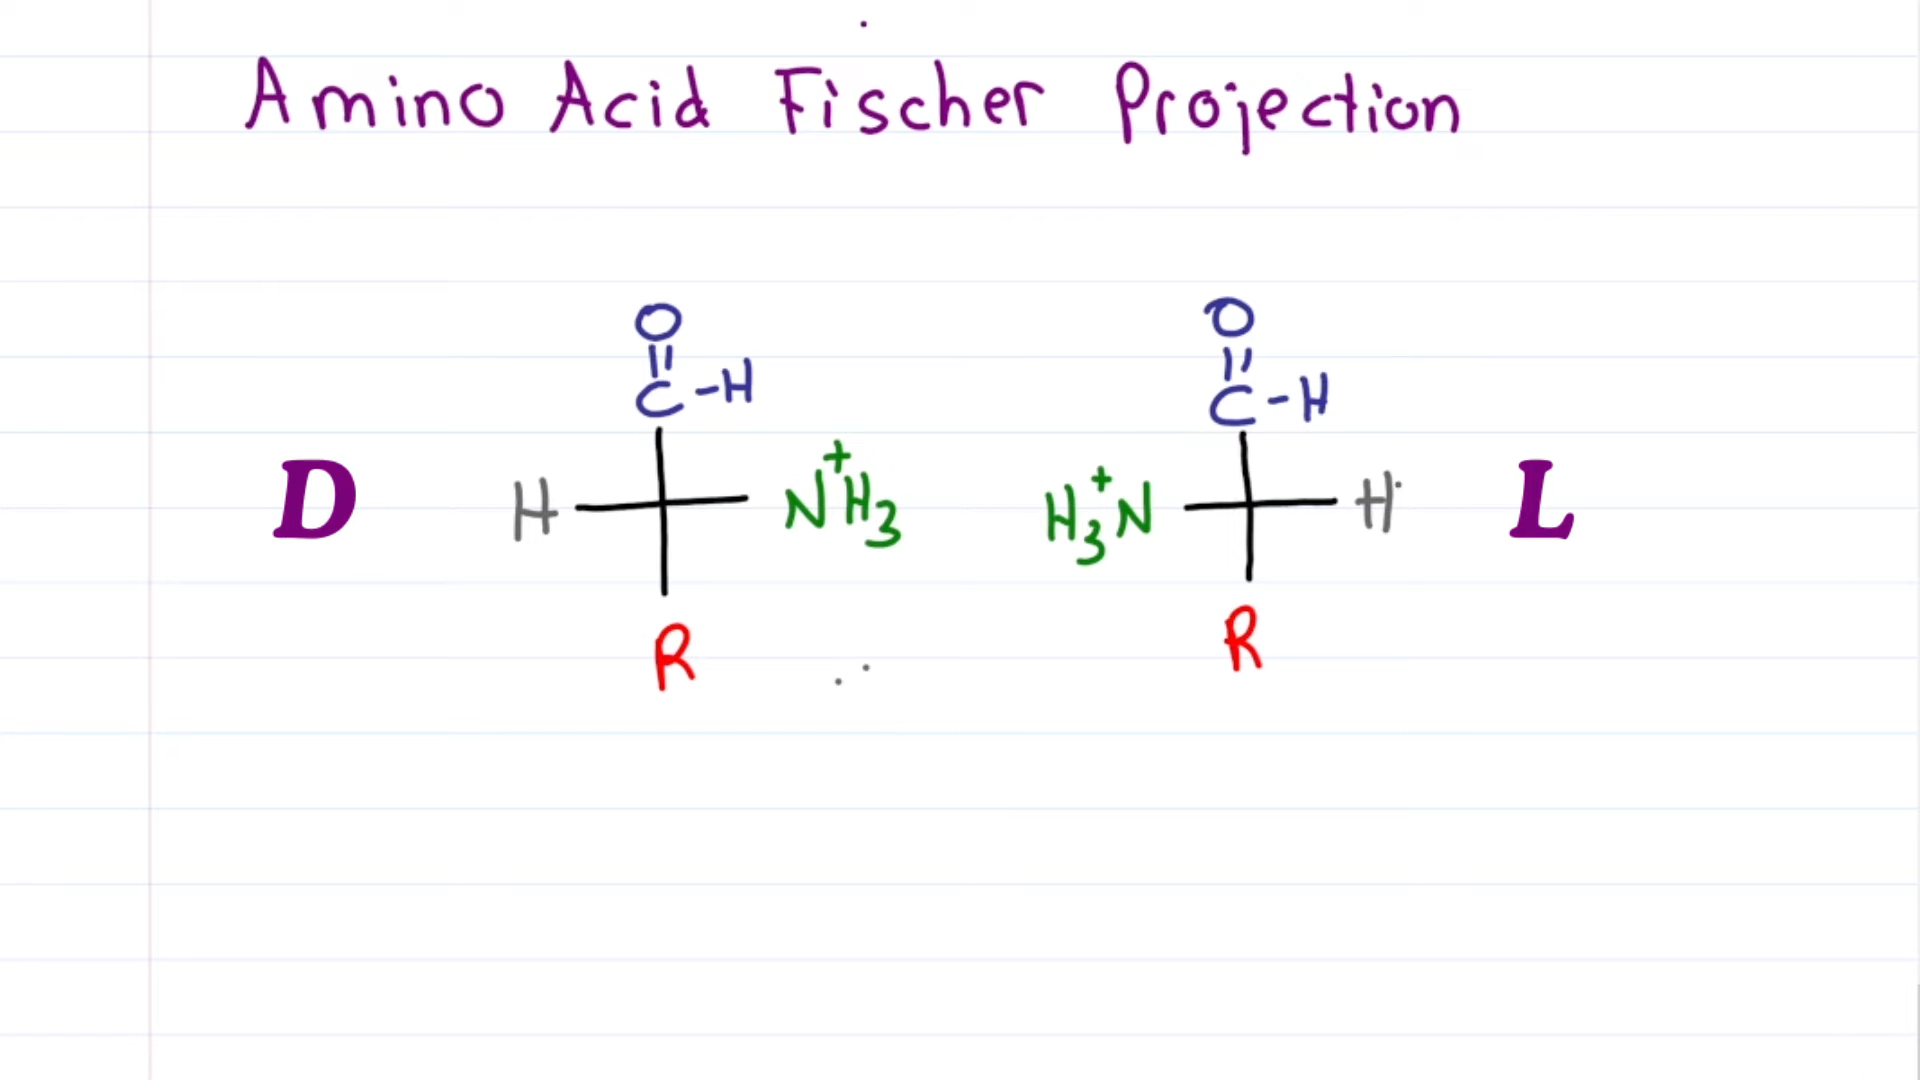 Amino Acid Fischer Projection
O O
C-H C-H
D H NH3+ H3N+ H L
R R